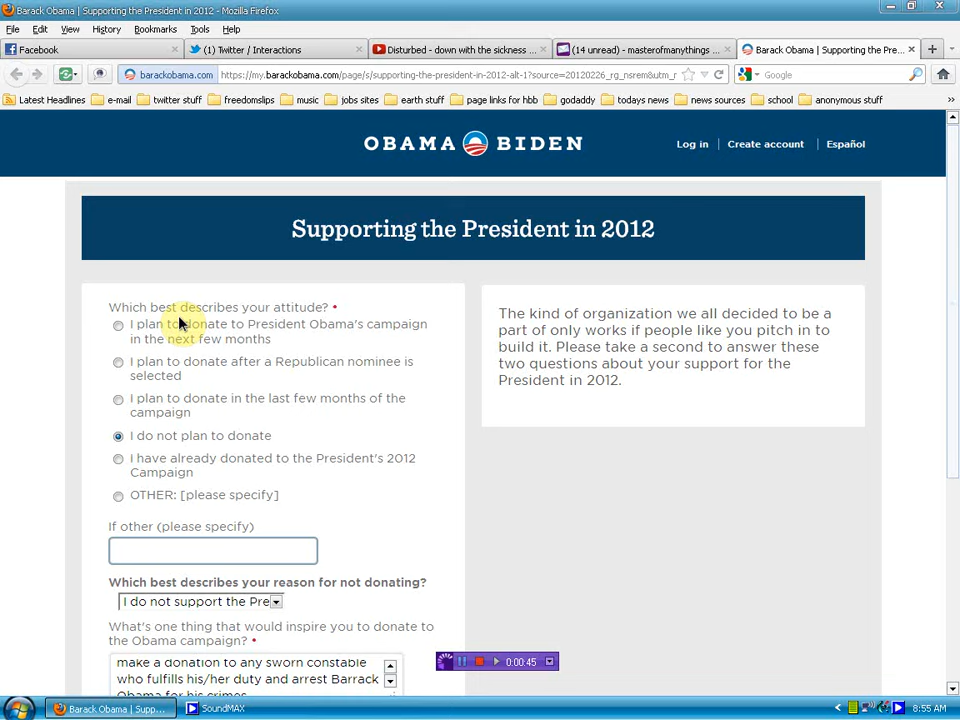 Barack Obama | Supporting the President in 2012 - Mozilla Firefox
File Edit View History Bookmarks Tools Help
Facebook × (1) Twitter / Interactions × Disturbed - down with the sickness ... × (14 unread) - masterofmanythings ... × Barack Obama | Supporting the Pre... × +
barackobama.com https://my.barackobama.com/page/s/supporting-the-president-in-2012-alt-1?source=20120226_rg_nsrem&utm_r Google
Latest Headlines e-mail twitter stuff freedomslips music jobs sites earth stuff page links for hbb godaddy todays news news sources school anonymous stuff »
OBAMA BIDEN
Log in | Create account | Español
Supporting the President in 2012
Which best describes your attitude? •
I plan to donate to President Obama's campaign
in the next few months
I plan to donate after a Republican nominee is
selected
I plan to donate in the last few months of the
campaign
I do not plan to donate
I have already donated to the President's 2012
Campaign
OTHER: [please specify]
If other (please specify)
Which best describes your reason for not donating?
I do not support the Pre
What's one thing that would inspire you to donate to
the Obama campaign? •
make a donation to any sworn constable
who fulfills his/her duty and arrest Barrack
Obama for his crimes
The kind of organization we all decided to be a
part of only works if people like you pitch in to
build it. Please take a second to answer these
two questions about your support for the
President in 2012.
0:00:45
Barack Obama | Supp... SoundMAX 8:55 AM